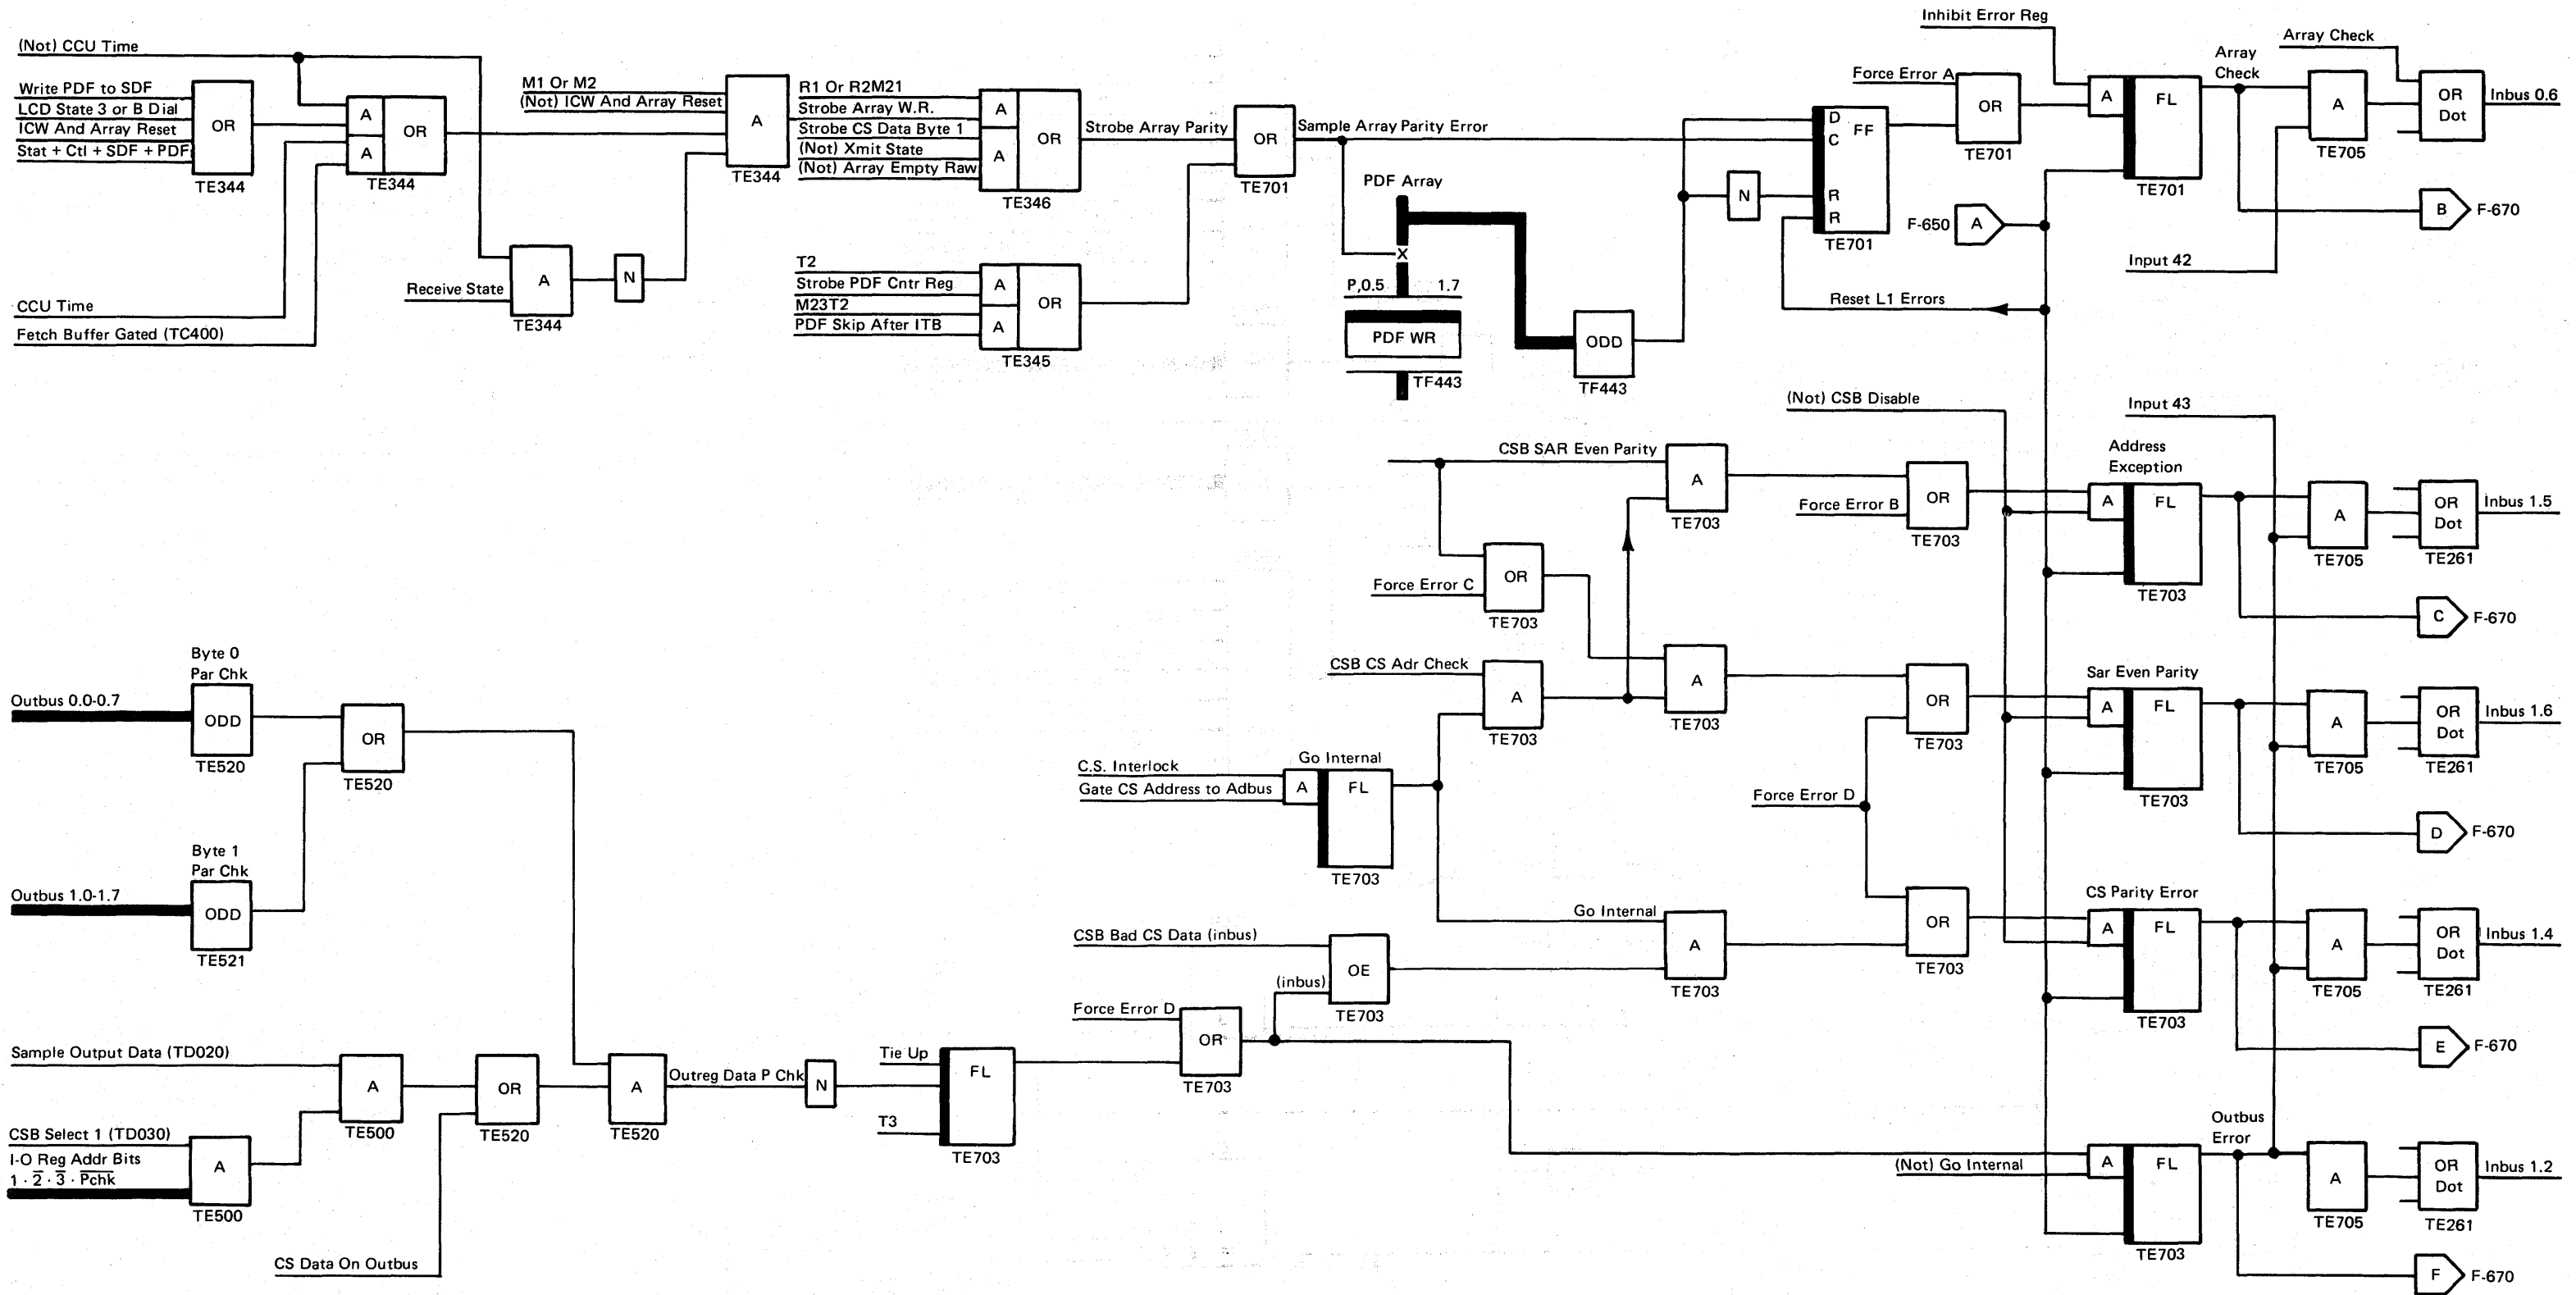 (Not) CCU Time
Write PDF to SDF
LCD State 3 or B Dial
ICW And Array Reset
Stat + Ctl + SDF + PDF
OR
TE344
A
A
OR
TE344
CCU Time
Fetch Buffer Gated (TC400)
Receive State
A
TE344
N
M1 Or M2
(Not) ICW And Array Reset
A
TE344
R1 Or R2M21
Strobe Array W.R.
Strobe CS Data Byte 1
(Not) Xmit State
(Not) Array Empty Raw
A
A
OR
TE346
T2
Strobe PDF Cntr Reg
M23T2
PDF Skip After ITB
A
A
OR
TE345
Strobe Array Parity
OR
TE701
Sample Array Parity Error
PDF Array
X
P,0.5 1.7
PDF WR
TF443
ODD
TF443
N
D
C
R
R
FF
TE701
Reset L1 Errors
Force Error A
OR
TE701
Inhibit Error Reg
A
FL
TE701
F-650
A
Array
Check
Array Check
A
TE705
OR
Dot
Inbus 0.6
B
F-670
Input 42
(Not) CSB Disable
Input 43
CSB SAR Even Parity
A
TE703
Force Error B
OR
TE703
Address
Exception
A
FL
TE703
A
TE705
OR
Dot
TE261
Inbus 1.5
C
F-670
Force Error C
OR
TE703
CSB CS Adr Check
A
TE703
A
TE703
OR
TE703
Sar Even Parity
A
FL
TE703
A
TE705
OR
Dot
TE261
Inbus 1.6
D
F-670
Byte 0
Par Chk
Outbus 0.0-0.7
ODD
TE520
OR
TE520
Byte 1
Par Chk
Outbus 1.0-1.7
ODD
TE521
C.S. Interlock
Gate CS Address to Adbus
Go Internal
A
FL
TE703
Force Error D
Go Internal
CSB Bad CS Data (inbus)
(inbus)
OE
TE703
A
TE703
OR
TE703
CS Parity Error
A
FL
TE703
A
TE705
OR
Dot
TE261
Inbus 1.4
E
F-670
Sample Output Data (TD020)
A
TE500
OR
TE520
A
TE520
Outreg Data P Chk
N
Tie Up
T3
FL
TE703
Force Error D
OR
TE703
CSB Select 1 (TD030)
I-O Reg Addr Bits
1 · 2̅ · 3̅ · P̅c̅h̅k̅
A
TE500
CS Data On Outbus
(Not) Go Internal
Outbus
Error
A
FL
TE703
A
TE705
OR
Dot
TE261
Inbus 1.2
F
F-670